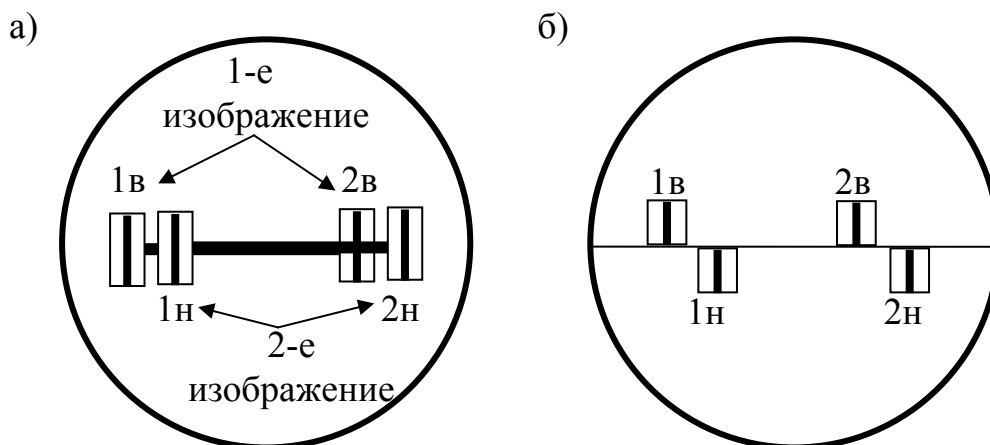 а)
1-е
изображение
1в
2в
1н
2н
2-е
изображение
б)
1в
2в
1н
2н